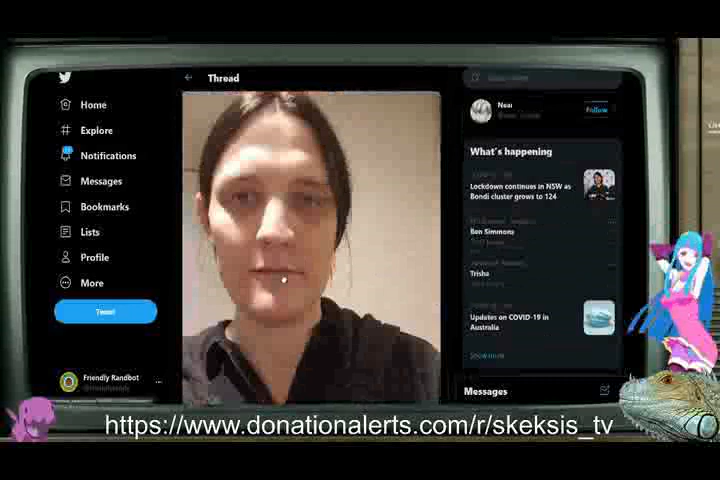 Thread
Home
Explore
Notifications
Messages
Bookmarks
Lists
Profile
More
Tweet
Friendly Randbot
Neai
Follow
What's happening
Lockdown continues in NSW as
Bondi cluster grows to 124
Ben Simmons
Trisha
Updates on COVID-19 in
Australia
Show more
Messages
https://www.donationalerts.com/r/skeksis_tv